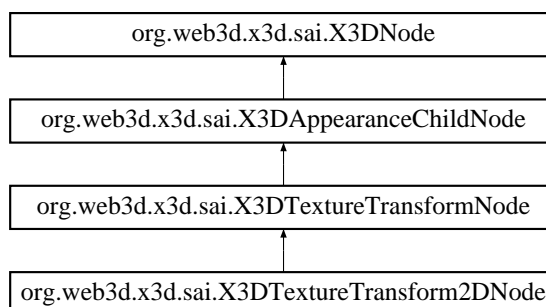 org.web3d.x3d.sai.X3DNode
org.web3d.x3d.sai.X3DAppearanceChildNode
org.web3d.x3d.sai.X3DTextureTransformNode
org.web3d.x3d.sai.X3DTextureTransform2DNode